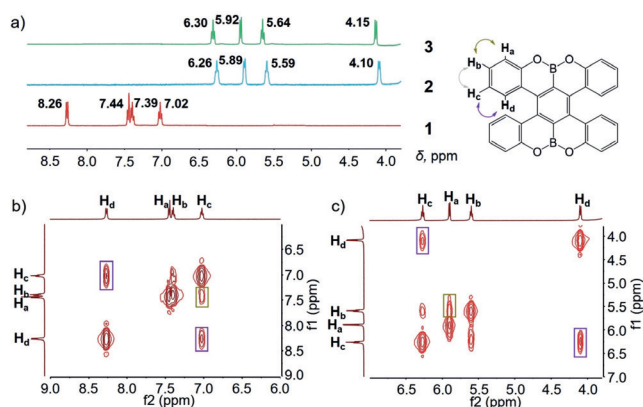 a)
6.30 5.92 5.64 4.15
3
6.26 5.89 5.59 4.10
2
8.26 7.44 7.39 7.02
1
8.5 8.0 7.5 7.0 6.5 6.0 5.5 5.0 4.5 4.0
δ, ppm
Ha
Hb
Hc
Hd
O B O
O B O
b)
Hd Ha Hb Hc
Hc
Hb
Ha
Hd
6.5
7.0
7.5
8.0
8.5
9.0
f1 (ppm)
9.0 8.5 8.0 7.5 7.0 6.5 6.0
f2 (ppm)
c)
Hc Ha Hb Hd
Hd
Hb
Ha
Hc
4.0
4.5
5.0
5.5
6.0
6.5
7.0
f1 (ppm)
6.0 5.0 4.0
f2 (ppm)